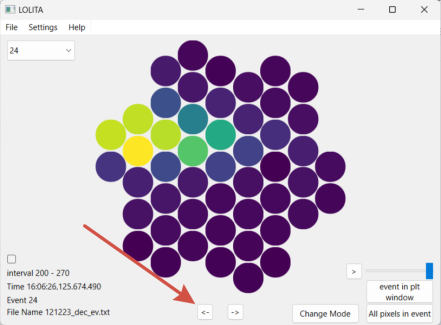 LOLITA
File Settings Help
24
interval 200 - 270
Time 16:06:26,125.674.490
Event 24
File Name 121223_dec_ev.txt
<- ->
Change Mode
>
event in plt
window
All pixels in event